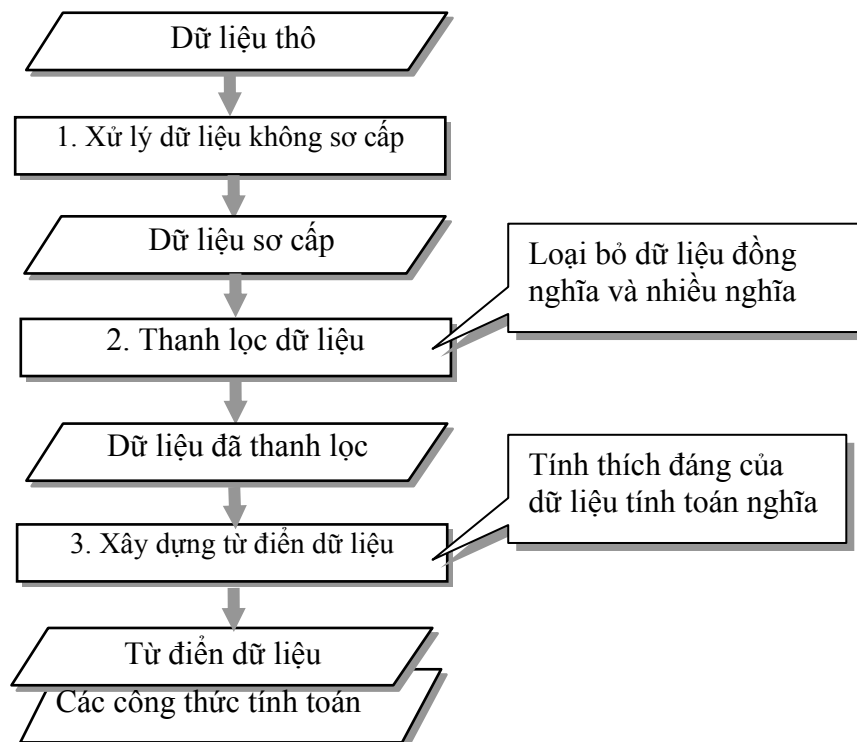 Dữ liệu thô
1. Xử lý dữ liệu không sơ cấp
Dữ liệu sơ cấp
Loại bỏ dữ liệu đồng
nghĩa và nhiều nghĩa
2. Thanh lọc dữ liệu
Dữ liệu đã thanh lọc
Tính thích đáng của
dữ liệu tính toán nghĩa
3. Xây dựng từ điển dữ liệu
Từ điển dữ liệu
Các công thức tính toán